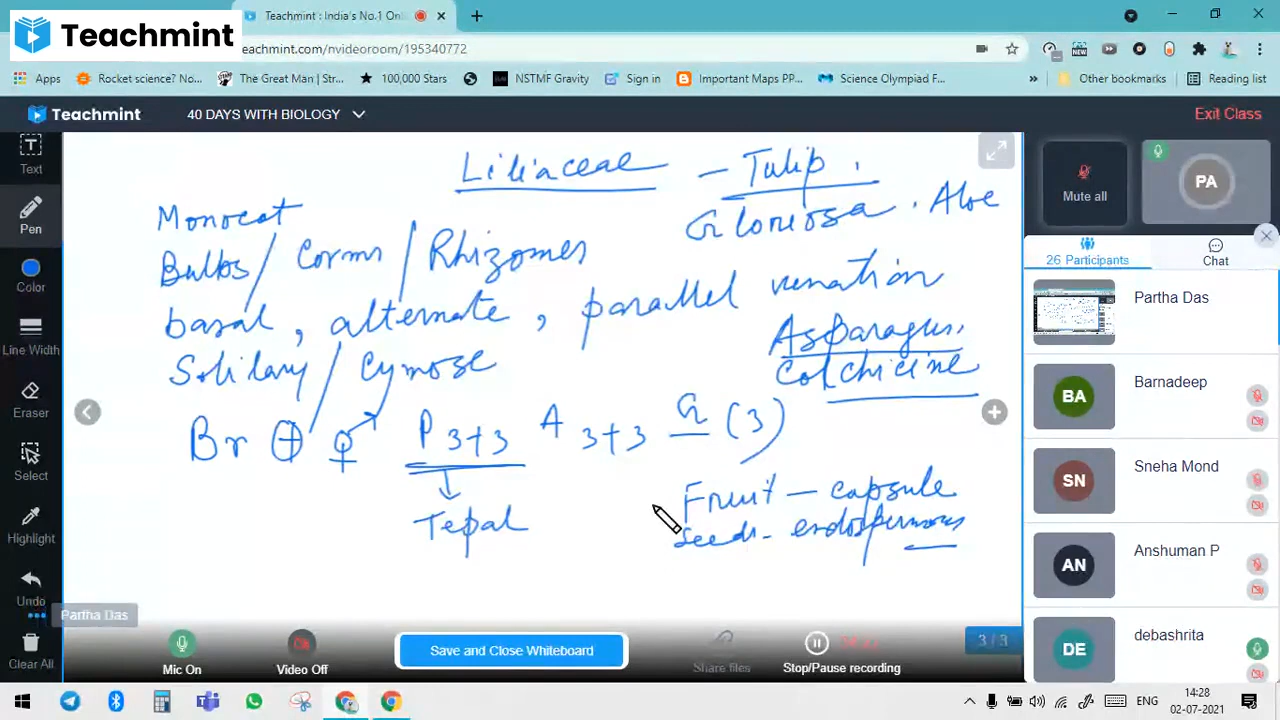 Teachmint : India's No.1 Onl
Teachmint
eachmint.com/nvideoroom/195340772
Apps
Rocket science? No...
The Great Man | Str...
100,000 Stars
NSTMF Gravity
Sign in
Important Maps PP...
Science Olympiad F...
Other bookmarks
Reading list
Teachmint
40 DAYS WITH BIOLOGY
Exit Class
Text
Pen
Color
Line Width
Eraser
Select
Highlight
Undo
Clear All
Liliaceae – Tulip.
Monocot
Gloriosa. Aloe
Bulbs / Corms / Rhizomes
basal, alternate, parallel venation
Asparagus.
Solilary / Cymose
Colchicine
Br ⊕ ⚥ P 3+3 A 3+3 G (3)
Tepal
Fruit – capsule
seeds - endospermous
Partha Das
Mic On
Video Off
Save and Close Whiteboard
Share files
Stop/Pause recording
3 / 3
Mute all
PA
26 Participants
Chat
Partha Das
BA
Barnadeep
SN
Sneha Mond
AN
Anshuman P
DE
debashrita
NEW
ENG
14:28
02-07-2021